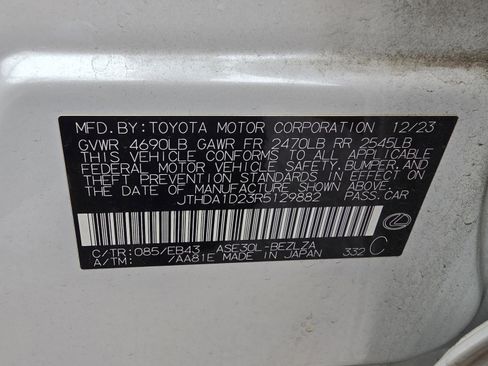 MFD.BY:TOYOTA MOTOR CORPORATION 12/23
GVWR 4690LB GAWR FR 2470LB RR 2545LB
THIS VEHICLE CONFORMS TO ALL APPLICABLE
FEDERAL MOTOR VEHICLE SAFETY, BUMPER, AND
THEFT PREVENTION STANDARDS IN EFFECT ON
THE DATE OF MANUFACTURE SHOWN ABOVE.
JTHDA1D23R5129882 PASS.CAR
C/TR:085/EB43 ASE30L-BEZLZA
A/TM: /AA81E MADE IN JAPAN 332 C